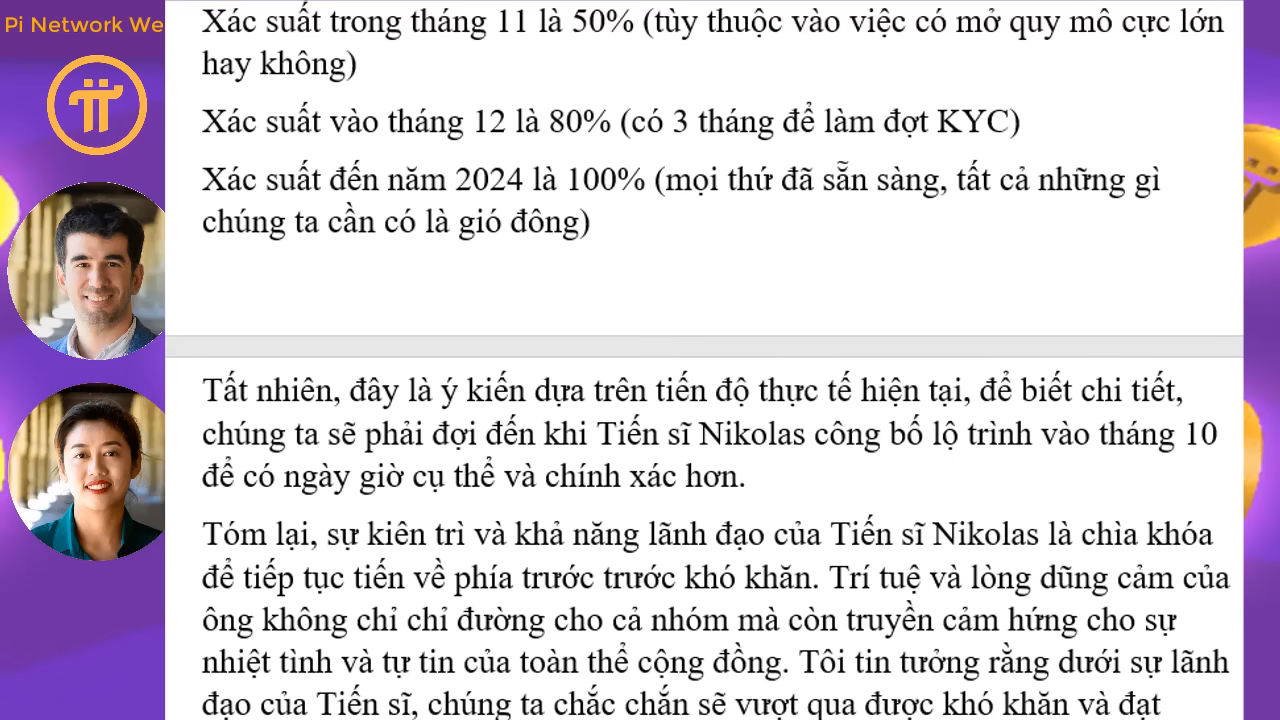 Pi Network We
Xác suất trong tháng 11 là 50% (tùy thuộc vào việc có mở quy mô cực lớn
hay không)
Xác suất vào tháng 12 là 80% (có 3 tháng để làm đợt KYC)
Xác suất đến năm 2024 là 100% (mọi thứ đã sẵn sàng, tất cả những gì
chúng ta cần có là gió đông)
Tất nhiên, đây là ý kiến dựa trên tiến độ thực tế hiện tại, để biết chi tiết,
chúng ta sẽ phải đợi đến khi Tiến sĩ Nikolas công bố lộ trình vào tháng 10
để có ngày giờ cụ thể và chính xác hơn.
Tóm lại, sự kiên trì và khả năng lãnh đạo của Tiến sĩ Nikolas là chìa khóa
để tiếp tục tiến về phía trước trước khó khăn. Trí tuệ và lòng dũng cảm của
ông không chỉ chỉ đường cho cả nhóm mà còn truyền cảm hứng cho sự
nhiệt tình và tự tin của toàn thể cộng đồng. Tôi tin tưởng rằng dưới sự lãnh
đạo của Tiến sĩ, chúng ta chắc chắn sẽ vượt qua được khó khăn và đạt